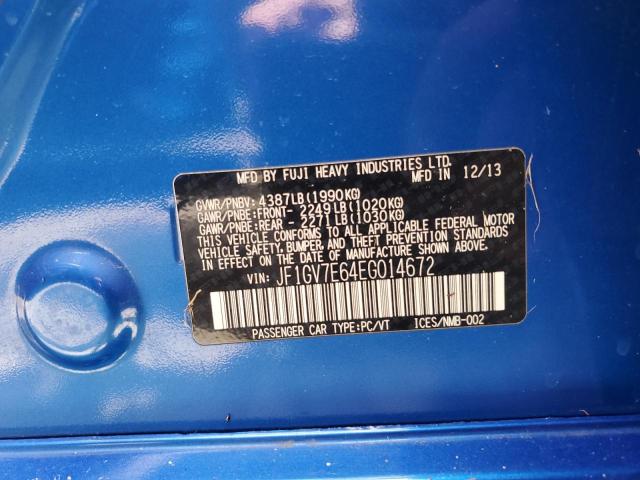 MFD BY FUJI HEAVY INDUSTRIES LTD.
MFD IN 12/13
GVWR/PNBV: 4387LB(1990KG)
GAWR/PNBE:FRONT- 2249LB(1020KG)
GAWR/PNBE:REAR - 2271LB(1030KG)
THIS VEHICLE CONFORMS TO ALL APPLICABLE FEDERAL MOTOR
VEHICLE SAFETY, BUMPER, AND THEFT PREVENTION STANDARDS
IN EFFECT ON THE DATE OF MANUFACTURE SHOWN ABOVE.
VIN: JF1GV7E64EG014672
PASSENGER CAR TYPE:PC/VT ICES/NMB-002